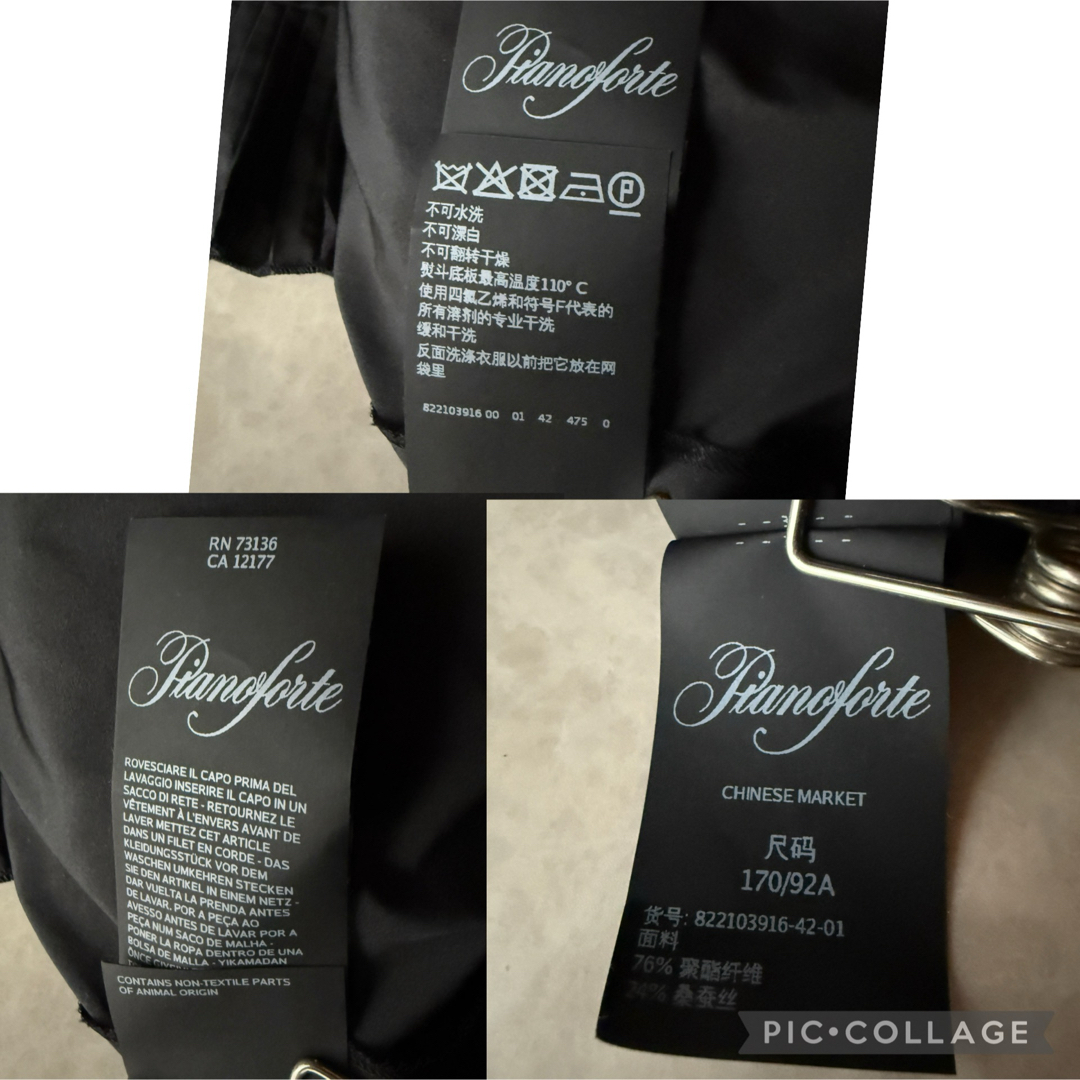 Pianoforte
P
不可水洗
不可漂白
不可翻转干燥
熨斗底板最高温度110° C
使用四氯乙烯和符号F代表的
所有溶剂的专业干洗
缓和干洗
反面洗涤衣服以前把它放在网
袋里
822103916 00 01 42 475 0
RN 73136
CA 12177
Pianoforte
ROVESCIARE IL CAPO PRIMA DEL
LAVAGGIO INSERIRE IL CAPO IN UN
SACCO DI RETE - RETOURNEZ LE
VÊTEMENT À L'ENVERS AVANT DE
LAVER METTEZ CET ARTICLE
DANS UN FILET EN CORDE - DAS
KLEIDUNGSSTÜCK VOR DEM
WASCHEN UMKEHREN STECKEN
SIE DEN ARTIKEL IN EINEM NETZ -
DAR VUELTA LA PRENDA ANTES
DE LAVAR. POR A PEÇA AO
AVESSO ANTES DE LAVAR POR A
PEÇA NUM SACO DE MALHA -
PONER LA ROPA DENTRO DE UNA
BOLSA DE MALLA - YIKAMADAN
ÖNCE
CONTAINS NON-TEXTILE PARTS
OF ANIMAL ORIGIN
Pianoforte
CHINESE MARKET
尺码
170/92A
货号: 822103916-42-01
面料
76% 聚酯纤维
24% 桑蚕丝
PIC•COLLAGE